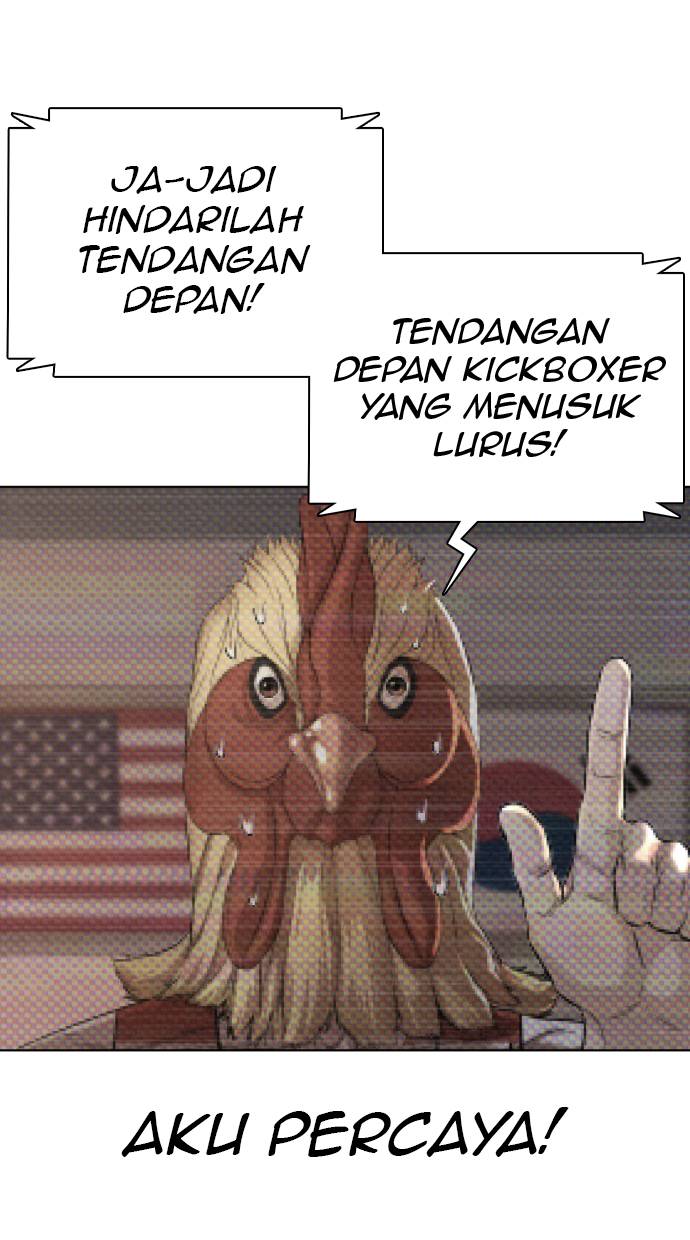 JA-JADI
HINDARILAH
TENDANGAN
DEPAN!
TENDANGAN
DEPAN KICKBOXER
YANG MENUSUK
LURUS!
AKU PERCAYA!